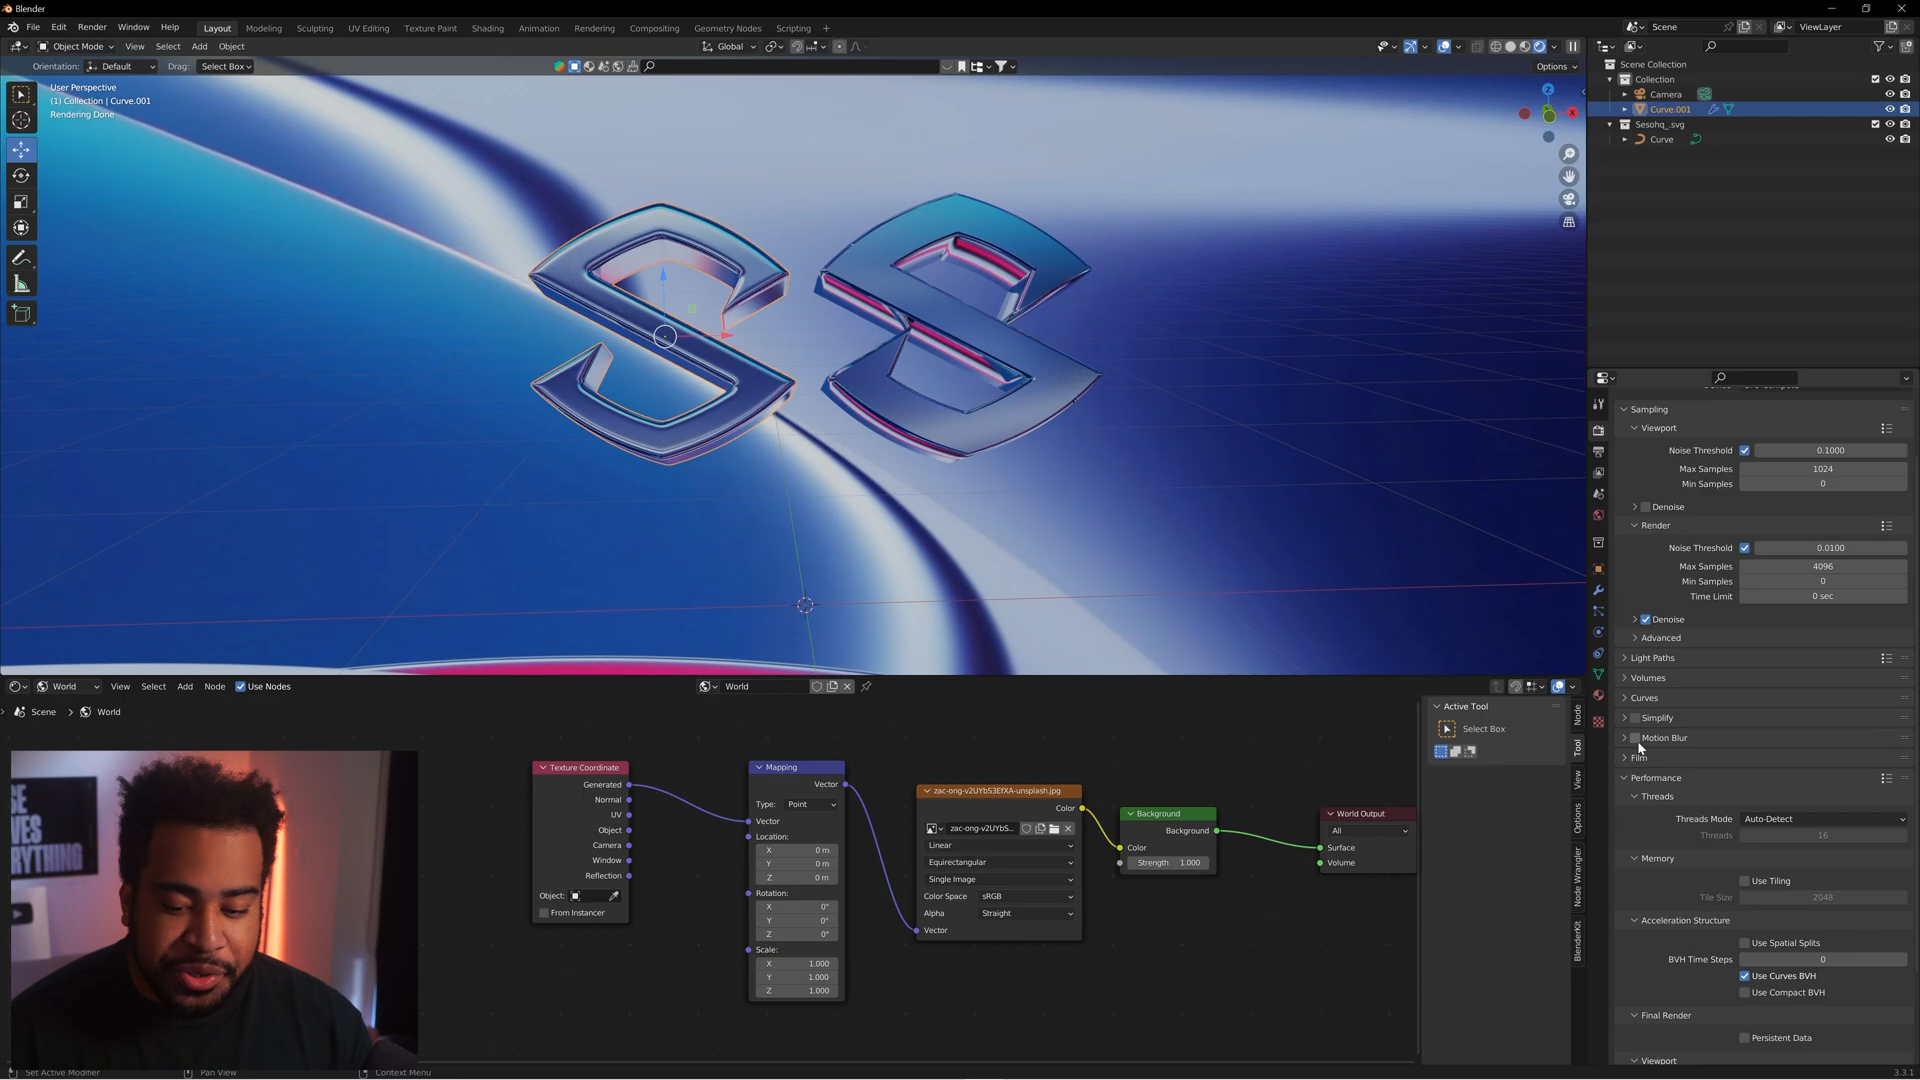 Blender
File Edit Render Window Help Layout Modeling Sculpting UV Editing Texture Paint Shading Animation Rendering Compositing Geometry Nodes Scripting + Scene ViewLayer
Object Mode View Select Add Object Global
Orientation: Default Drag: Select Box Options
User Perspective
(1) Collection | Curve.001
Rendering Done
Z
X
Scene Collection
Collection
Camera
Curve.001
Sesohq_.svg
Curve
Sampling
Viewport
Noise Threshold 0.1000
Max Samples 1024
Min Samples 0
Denoise
Render
Noise Threshold 0.0100
Max Samples 4096
Min Samples 0
Time Limit 0 sec
Denoise
Advanced
Light Paths
Volumes
Curves
Simplify
Motion Blur
Film
Performance
Threads
Threads Mode Auto-Detect
Threads 16
Memory
Use Tiling
Tile Size 2048
Acceleration Structure
Use Spatial Splits
BVH Time Steps 0
Use Curves BVH
Use Compact BVH
Final Render
Persistent Data
Viewport
World View Select Add Node Use Nodes World
Scene > World
Active Tool
Select Box
Node
Tool
View
Options
Node Wrangler
BlenderKit
Texture Coordinate
Generated
Normal
UV
Object
Camera
Window
Reflection
Object:
From Instancer
Mapping
Vector
Type: Point
Vector
Location:
X 0 m
Y 0 m
Z 0 m
Rotation:
X 0°
Y 0°
Z 0°
Scale:
X 1.000
Y 1.000
Z 1.000
zac-ong-v2UYbS3EfXA-unsplash.jpg
Color
zac-ong-v2UYbS...
Linear
Equirectangular
Single Image
Color Space sRGB
Alpha Straight
Vector
Background
Background
Color
Strength 1.000
World Output
All
Surface
Volume
Set Active Modifier Pan View Context Menu 3.3.1